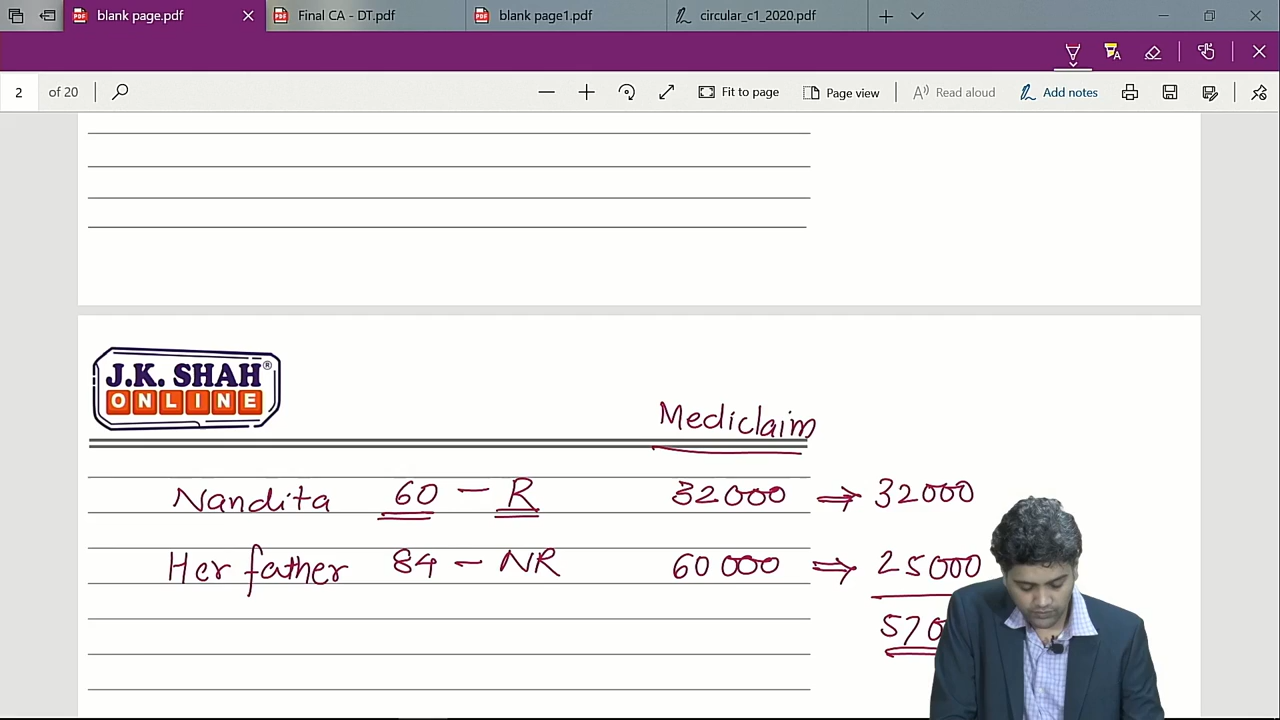 blank page.pdf Final CA - DT.pdf blank page1.pdf circular_c1_2020.pdf
2 of 20 Fit to page Page view Read aloud Add notes
J.K. SHAH®
ONLINE
Mediclaim
Nandita 60 — R 32000 ⇒ 32000
Her father 84 — NR 60000 ⇒ 25000